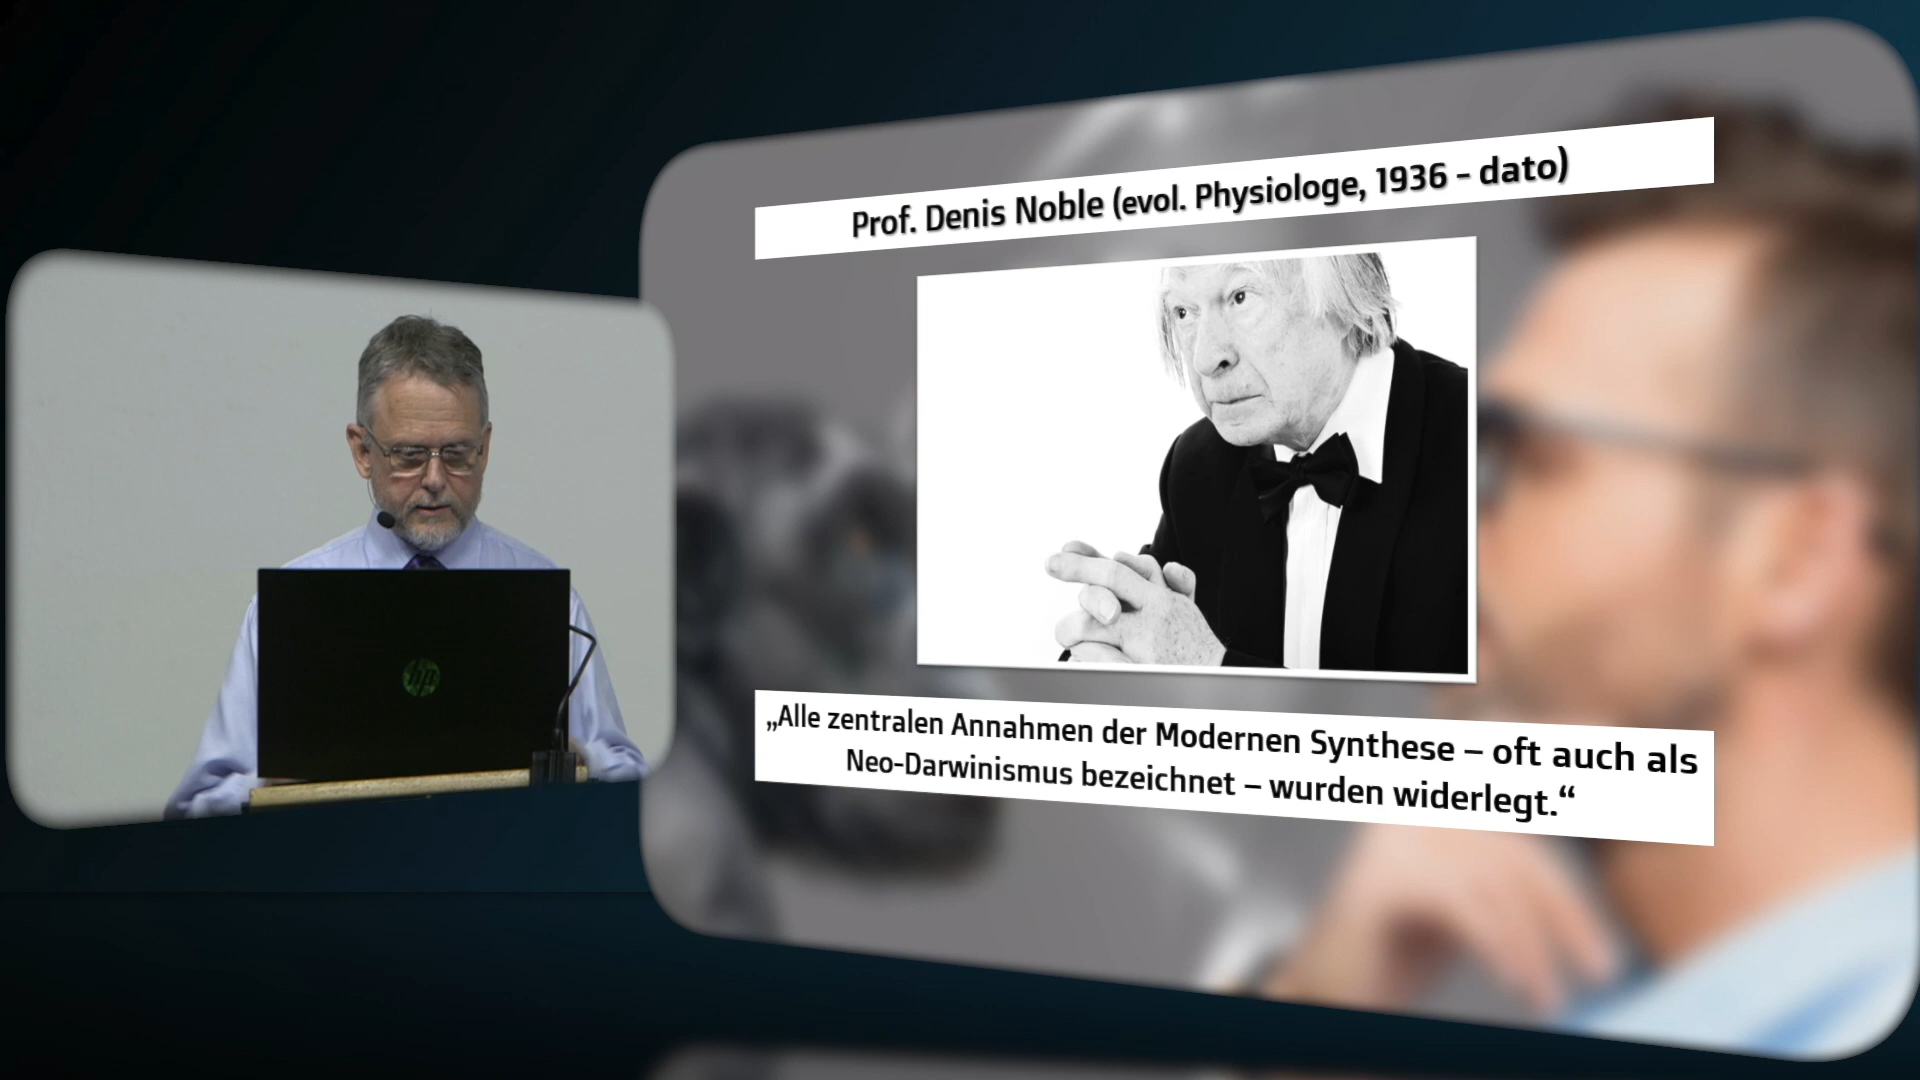 Prof. Denis Noble (evol. Physiologe, 1936 - dato)
„Alle zentralen Annahmen der Modernen Synthese – oft auch als
Neo-Darwinismus bezeichnet – wurden widerlegt.“
hp